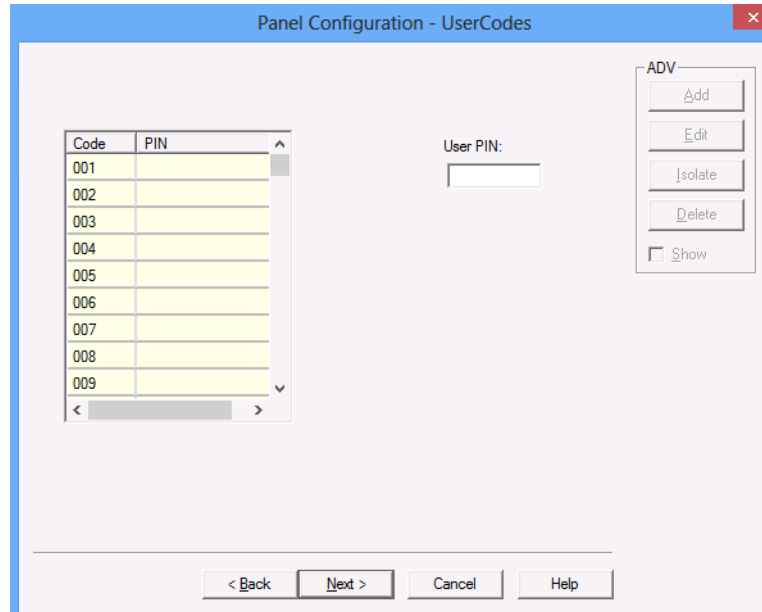 Panel Configuration - UserCodes
ADV
Add
Edit
Isolate
Delete
Show
Code PIN
001
002
003
004
005
006
007
008
009
User PIN:
< Back Next > Cancel Help